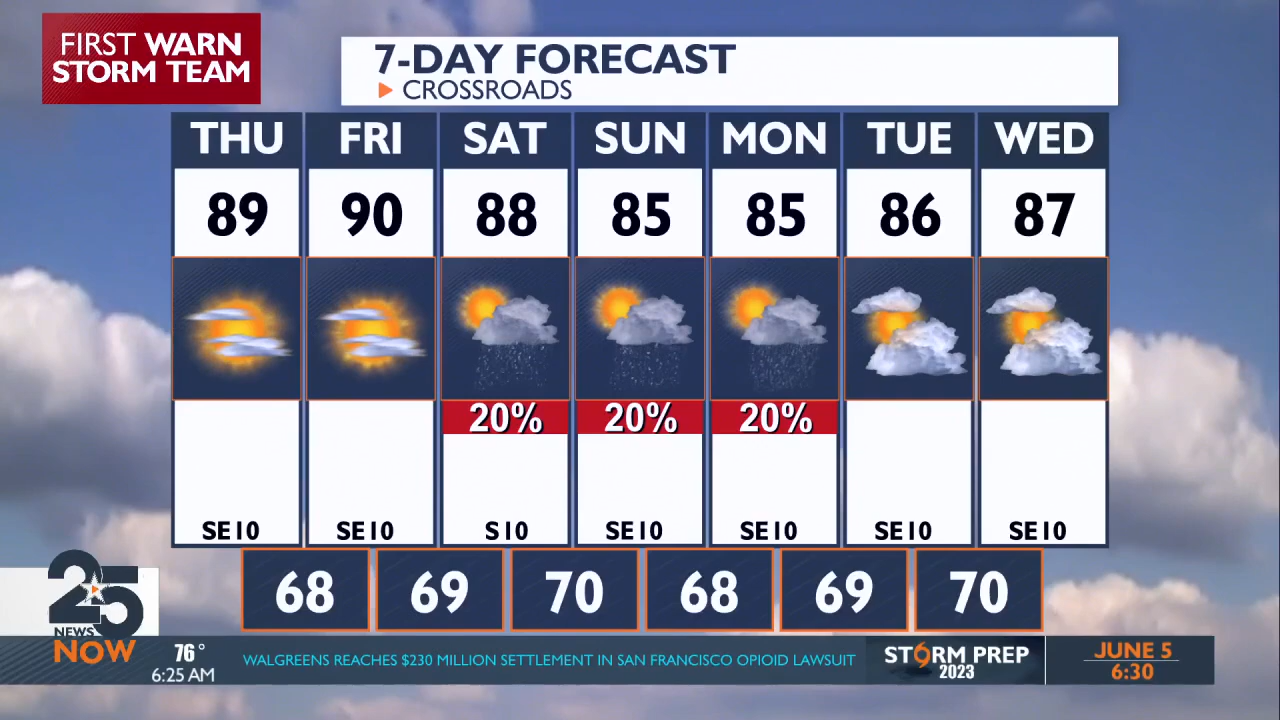 FIRST WARN
STORM TEAM
7-DAY FORECAST
CROSSROADS
THU FRI SAT SUN MON TUE WED
89 90 88 85 85 86 87
20% 20% 20%
SE10 SE10 S10 SE10 SE10 SE10 SE10
68 69 70 68 69 70
25
NEWS
NOW
76°
6:25 AM
WALGREENS REACHES $230 MILLION SETTLEMENT IN SAN FRANCISCO OPIOID LAWSUIT
STORM PREP
2023
JUNE 5
6:30